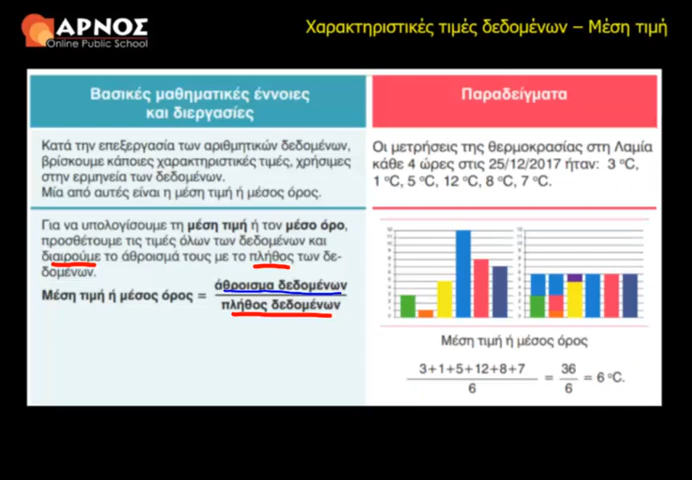 ΑΡΝΟΣ
Online Public School
Χαρακτηριστικές τιμές δεδομένων – Μέση τιμή
Βασικές μαθηματικές έννοιες
και διεργασίες
Κατά την επεξεργασία των αριθμητικών δεδομένων,
βρίσκουμε κάποιες χαρακτηριστικές τιμές, χρήσιμες
στην ερμηνεία των δεδομένων.
Μία από αυτές είναι η μέση τιμή ή μέσος όρος.
Για να υπολογίσουμε τη μέση τιμή ή τον μέσο όρο,
προσθέτουμε τις τιμές όλων των δεδομένων και
διαιρούμε το άθροισμά τους με το πλήθος των δε-
δομένων.
Μέση τιμή ή μέσος όρος = άθροισμα δεδομένων
πλήθος δεδομένων
Παραδείγματα
Οι μετρήσεις της θερμοκρασίας στη Λαμία
κάθε 4 ώρες στις 25/12/2017 ήταν: 3 °C,
1 °C, 5 °C, 12 °C, 8 °C, 7 °C.
Μέση τιμή ή μέσος όρος
3+1+5+12+8+7
6
= 36
6
= 6 °C.